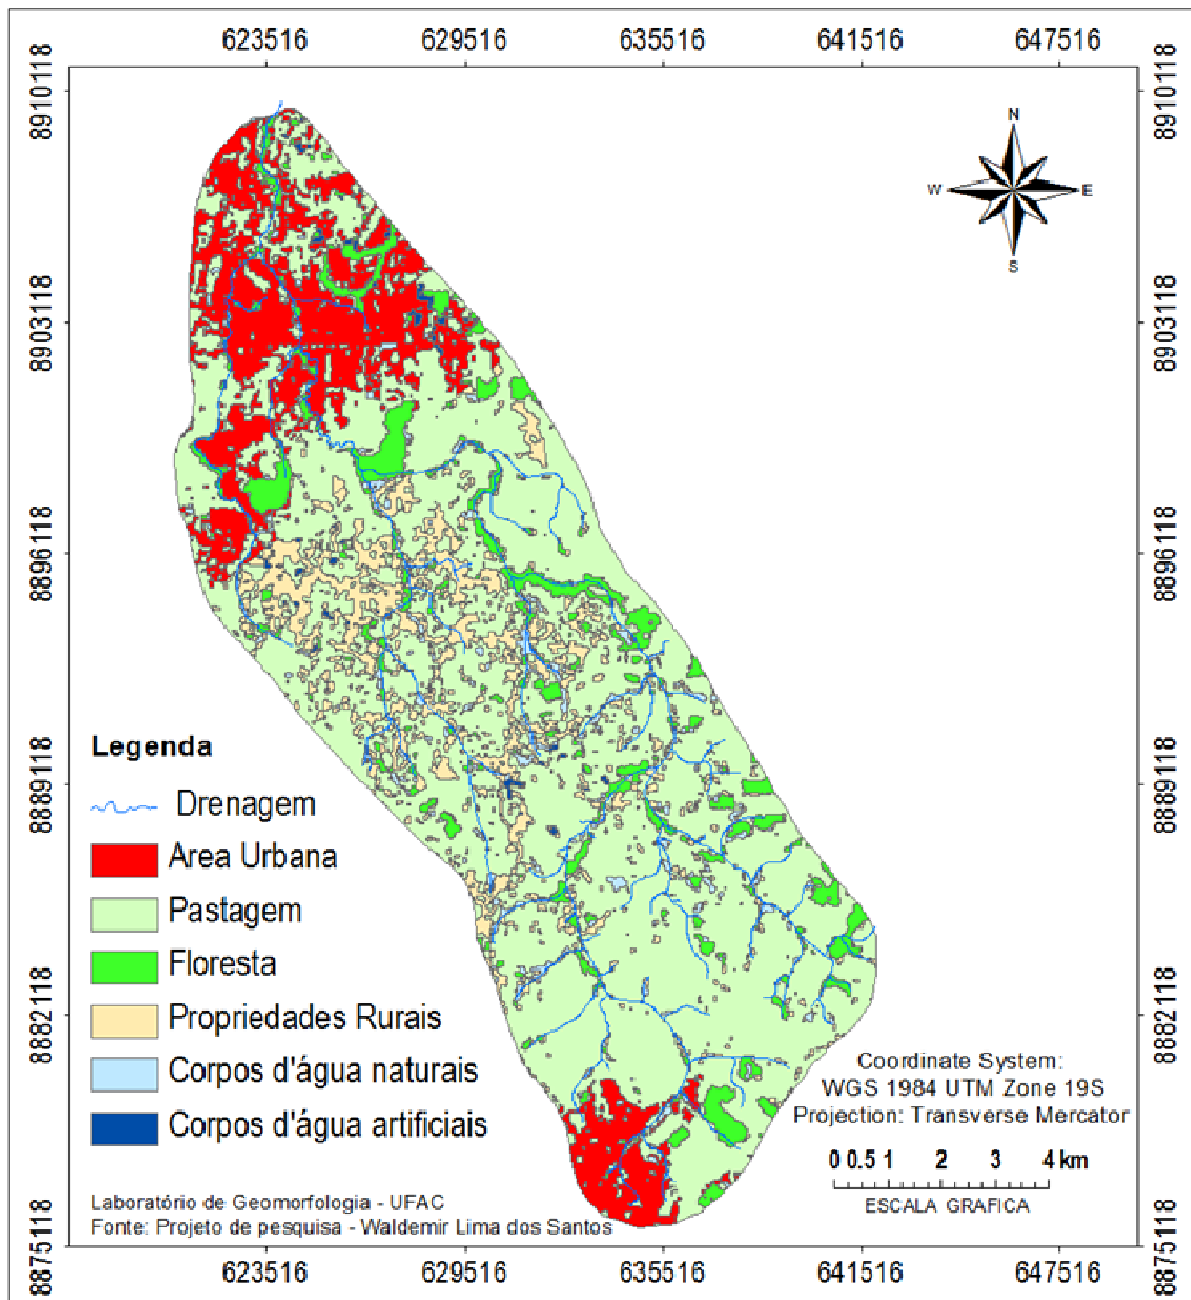 623516 629516 635516 641516 647516
8910118 8910118
N
W E
S
8903118 8903118
8896118 8896118
8889118 8889118
8882118 8882118
8875118 8875118
Legenda
Drenagem
Area Urbana
Pastagem
Floresta
Propriedades Rurais
Corpos d'água naturais
Corpos d'água artificiais
Coordinate System:
WGS 1984 UTM Zone 19S
Projection: Transverse Mercator
0 0.5 1 2 3 4 km
ESCALA GRAFICA
Laboratório de Geomorfologia - UFAC
Fonte: Projeto de pesquisa - Waldemir Lima dos Santos
623516 629516 635516 641516 647516